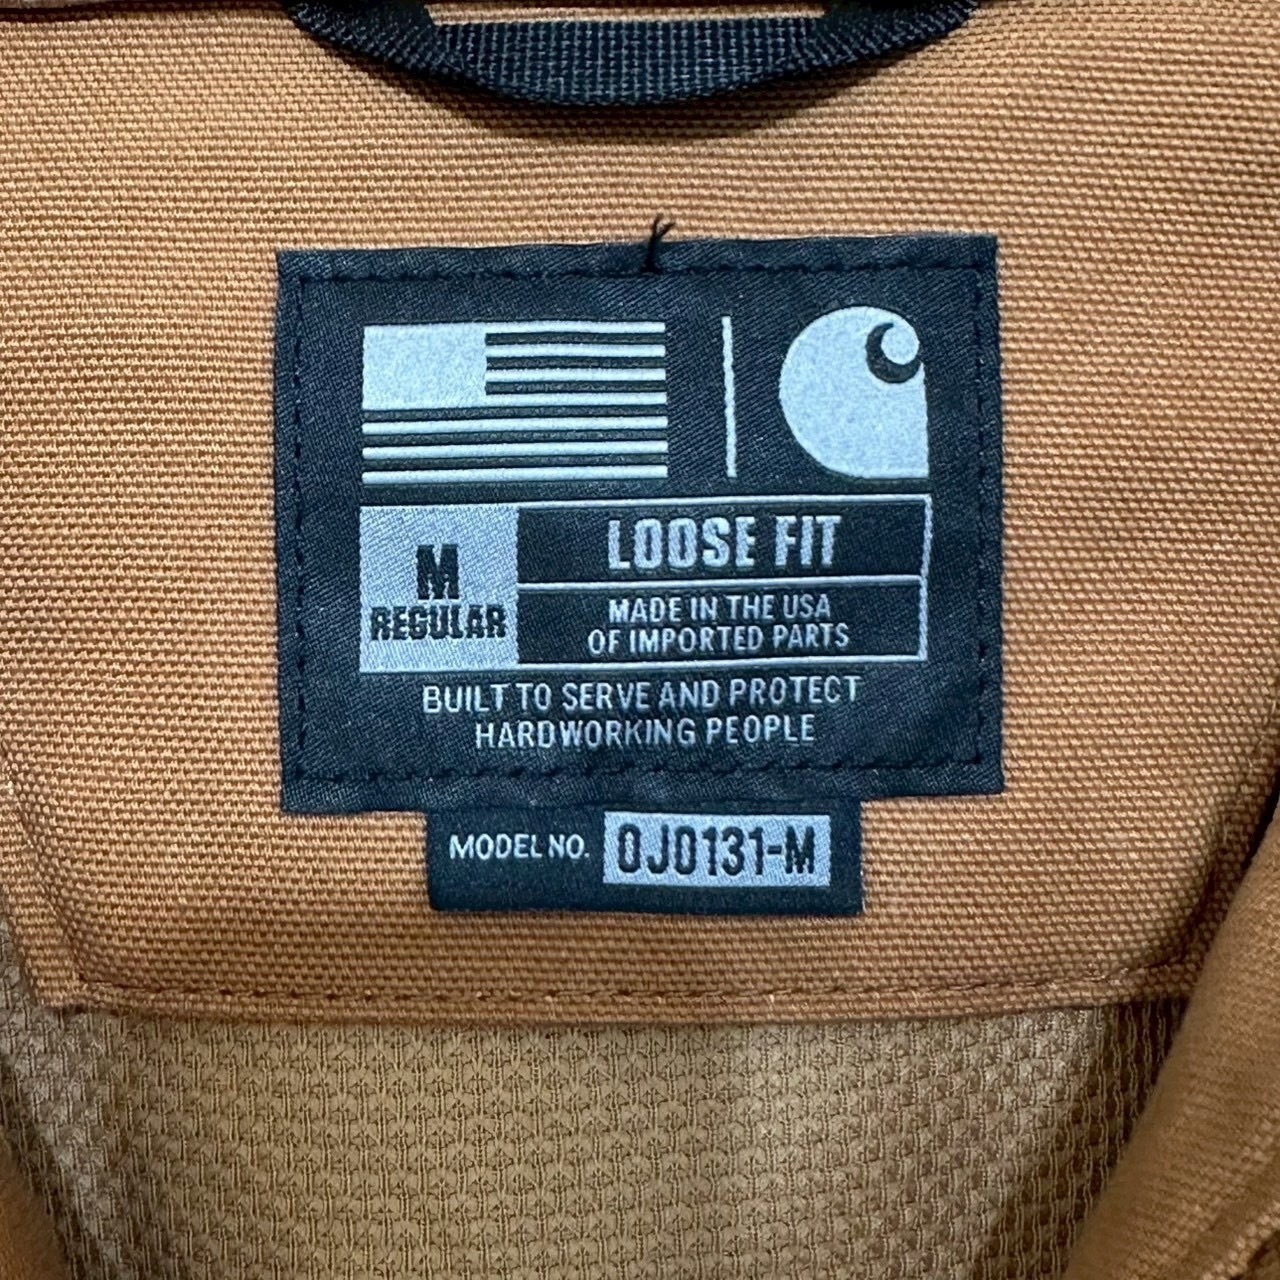 M
REGULAR
LOOSE FIT
MADE IN THE USA
OF IMPORTED PARTS
BUILT TO SERVE AND PROTECT
HARDWORKING PEOPLE
MODEL NO. OJ0131-M